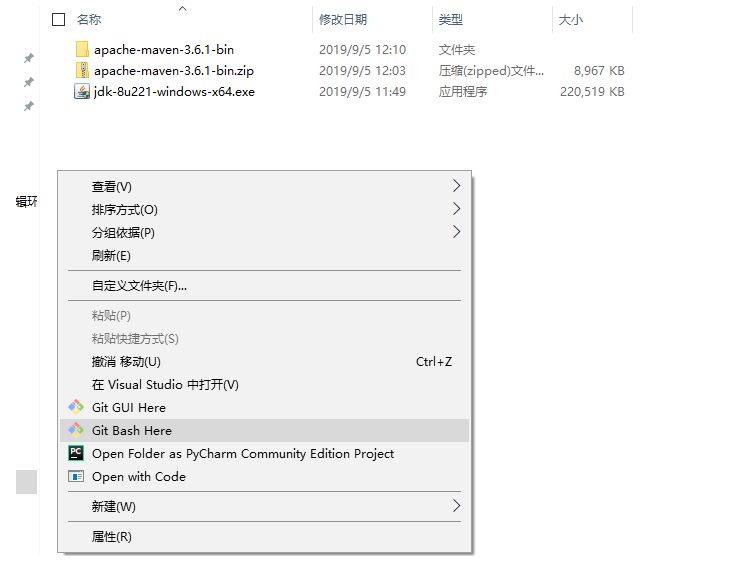 名称 修改日期 类型 大小
apache-maven-3.6.1-bin 2019/9/5 12:10 文件夹
apache-maven-3.6.1-bin.zip 2019/9/5 12:03 压缩(zipped)文件... 8,967 KB
jdk-8u221-windows-x64.exe 2019/9/5 11:49 应用程序 220,519 KB
辑环
查看(V)
排序方式(O)
分组依据(P)
刷新(E)
自定义文件夹(F)...
粘贴(P)
粘贴快捷方式(S)
撤消 移动(U) Ctrl+Z
在 Visual Studio 中打开(V)
Git GUI Here
Git Bash Here
PC Open Folder as PyCharm Community Edition Project
Open with Code
新建(W)
属性(R)